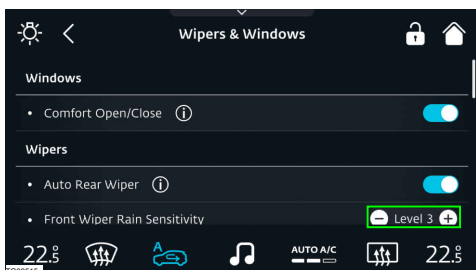 Wipers & Windows
Windows
• Comfort Open/Close i
Wipers
• Auto Rear Wiper i
• Front Wiper Rain Sensitivity Level 3
22.5 A AUTO A/C 22.5